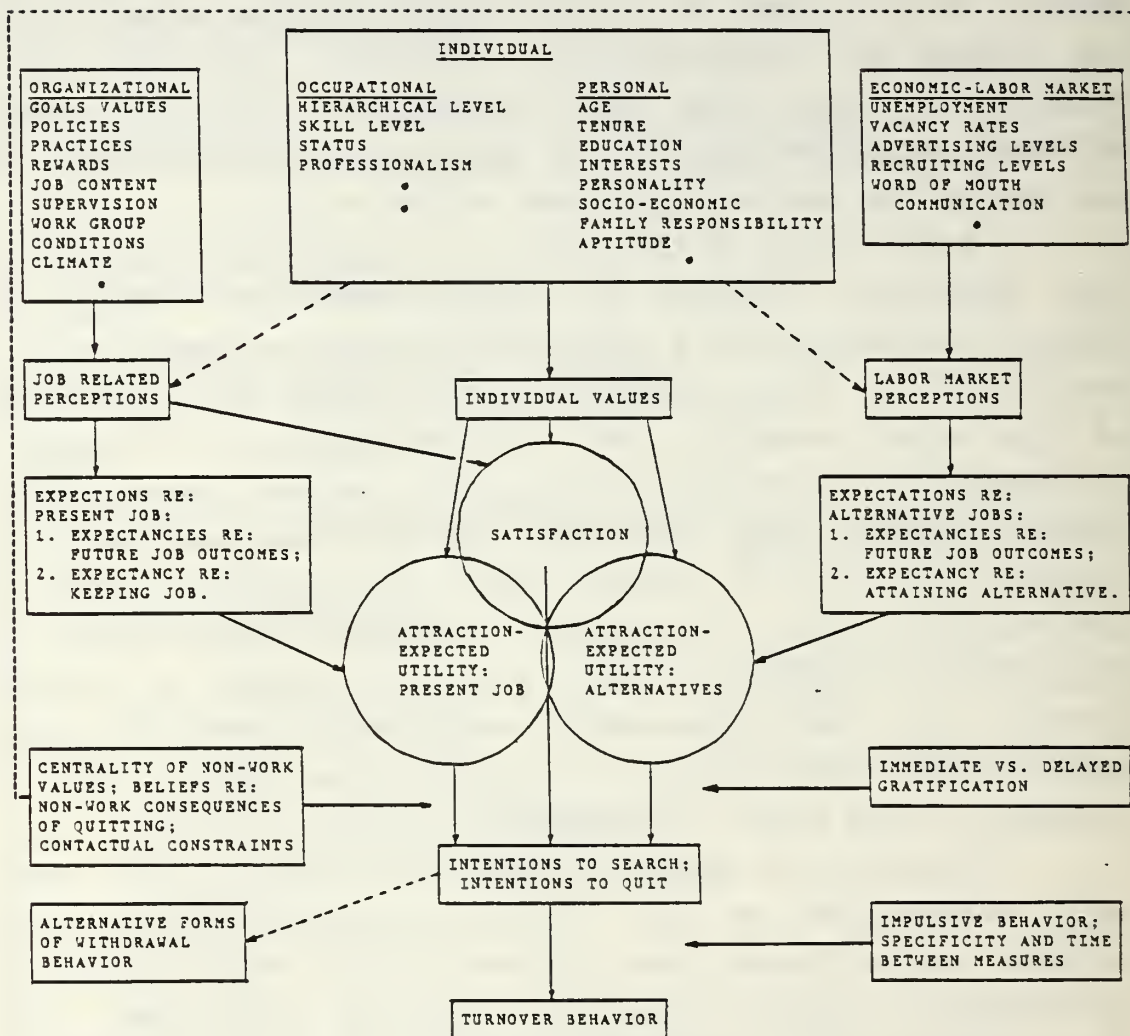 INDIVIDUAL
ORGANIZATIONAL
GOALS VALUES
POLICIES
PRACTICES
REWARDS
JOB CONTENT
SUPERVISION
WORK GROUP
CONDITIONS
CLIMATE
OCCUPATIONAL
HIERARCHICAL LEVEL
SKILL LEVEL
STATUS
PROFESSIONALISM
PERSONAL
AGE
TENURE
EDUCATION
INTERESTS
PERSONALITY
SOCIO-ECONOMIC
FAMILY RESPONSIBILITY
APTITUDE
ECONOMIC-LABOR MARKET
UNEMPLOYMENT
VACANCY RATES
ADVERTISING LEVELS
RECRUITING LEVELS
WORD OF MOUTH
COMMUNICATION
JOB RELATED
PERCEPTIONS
INDIVIDUAL VALUES
LABOR MARKET
PERCEPTIONS
EXPECTIONS RE:
PRESENT JOB:
1. EXPECTANCIES RE:
FUTURE JOB OUTCOMES;
2. EXPECTANCY RE:
KEEPING JOB.
SATISFACTION
EXPECTATIONS RE:
ALTERNATIVE JOBS:
1. EXPECTANCIES RE:
FUTURE JOB OUTCOMES;
2. EXPECTANCY RE:
ATTAINING ALTERNATIVE.
ATTRACTION-
EXPECTED
UTILITY:
PRESENT JOB
ATTRACTION-
EXPECTED
UTILITY:
ALTERNATIVES
CENTRALITY OF NON-WORK
VALUES; BELIEFS RE:
NON-WORK CONSEQUENCES
OF QUITTING;
CONTACTUAL CONSTRAINTS
IMMEDIATE VS. DELAYED
GRATIFICATION
INTENTIONS TO SEARCH;
INTENTIONS TO QUIT
ALTERNATIVE FORMS
OF WITHDRAWAL
BEHAVIOR
IMPULSIVE BEHAVIOR;
SPECIFICITY AND TIME
BETWEEN MEASURES
TURNOVER BEHAVIOR